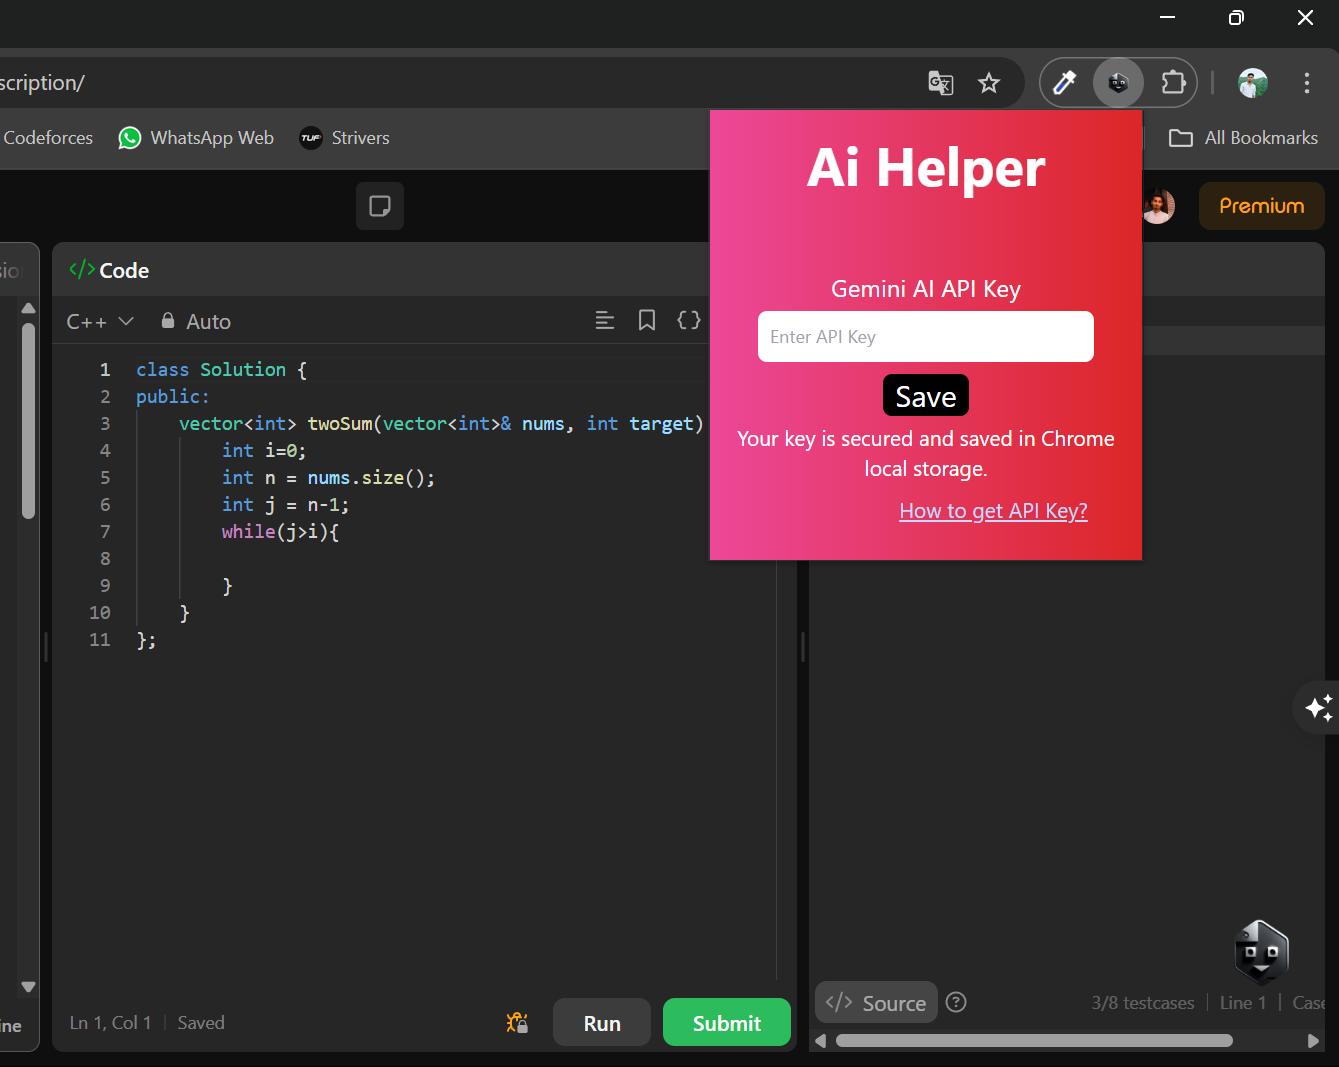 scription/
Codeforces
WhatsApp Web
TUF
Strivers
All Bookmarks
Ai Helper
Gemini AI API Key
Enter API Key
Save
Your key is secured and saved in Chrome
local storage.
How to get API Key?
Premium
</> Code
C++
Auto
{}
1 class Solution {
2 public:
3 vector<int> twoSum(vector<int>& nums, int target)
4 int i=0;
5 int n = nums.size();
6 int j = n-1;
7 while(j>i){
8
9 }
10 }
11 };
Ln 1, Col 1 | Saved
Run
Submit
</> Source
3/8 testcases | Line 1 | Case